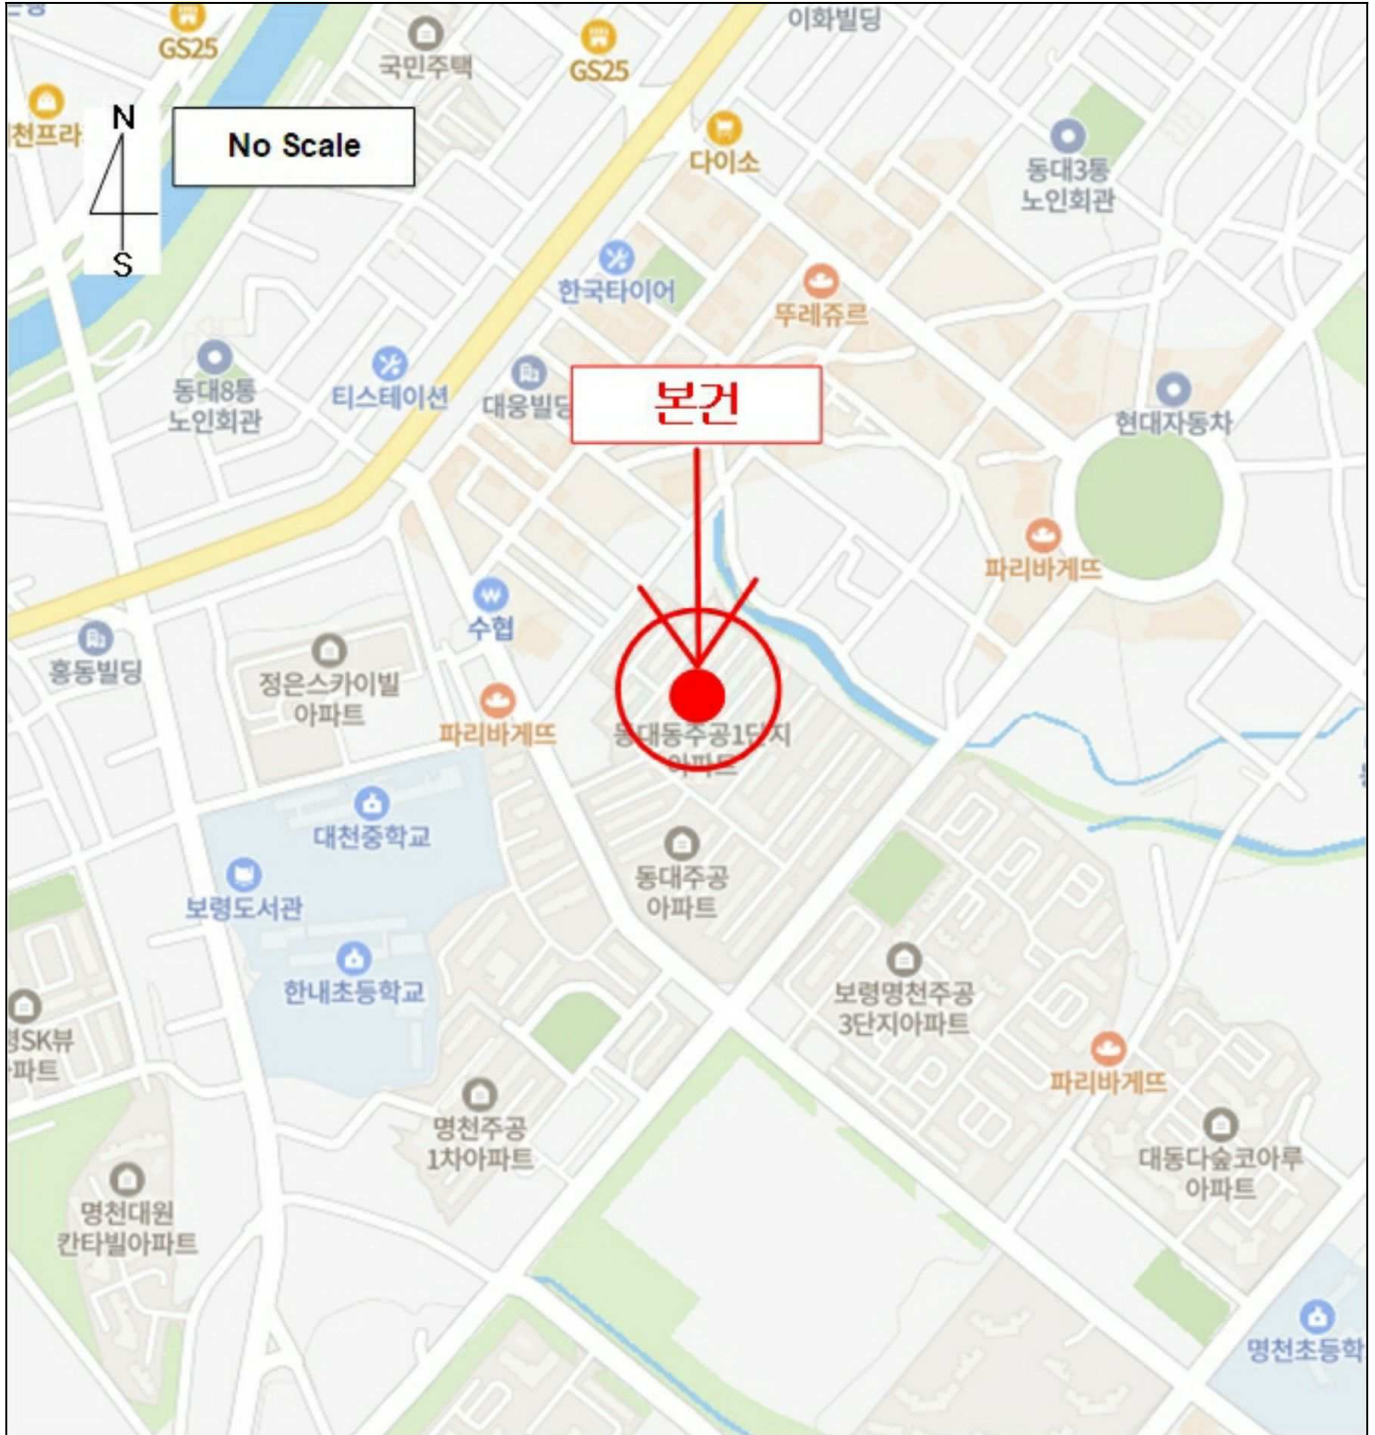 GS25
국민주택
GS25
이화빌딩
천프라
N
No Scale
S
다이소
동대3통
노인회관
한국타이어
뚜레쥬르
동대8통
노인회관
티스테이션
대웅빌딩
본건
현대자동차
파리바게뜨
수협
홍동빌딩
정은스카이빌
아파트
파리바게뜨
동대동주공1단지
아파트
대천중학교
동대주공
아파트
보령도서관
한내초등학교
보령명천주공
3단지아파트
령SK뷰
파트
파리바게뜨
명천주공
1차아파트
대동다숲코아루
아파트
명천대원
칸타빌아파트
명천초등학